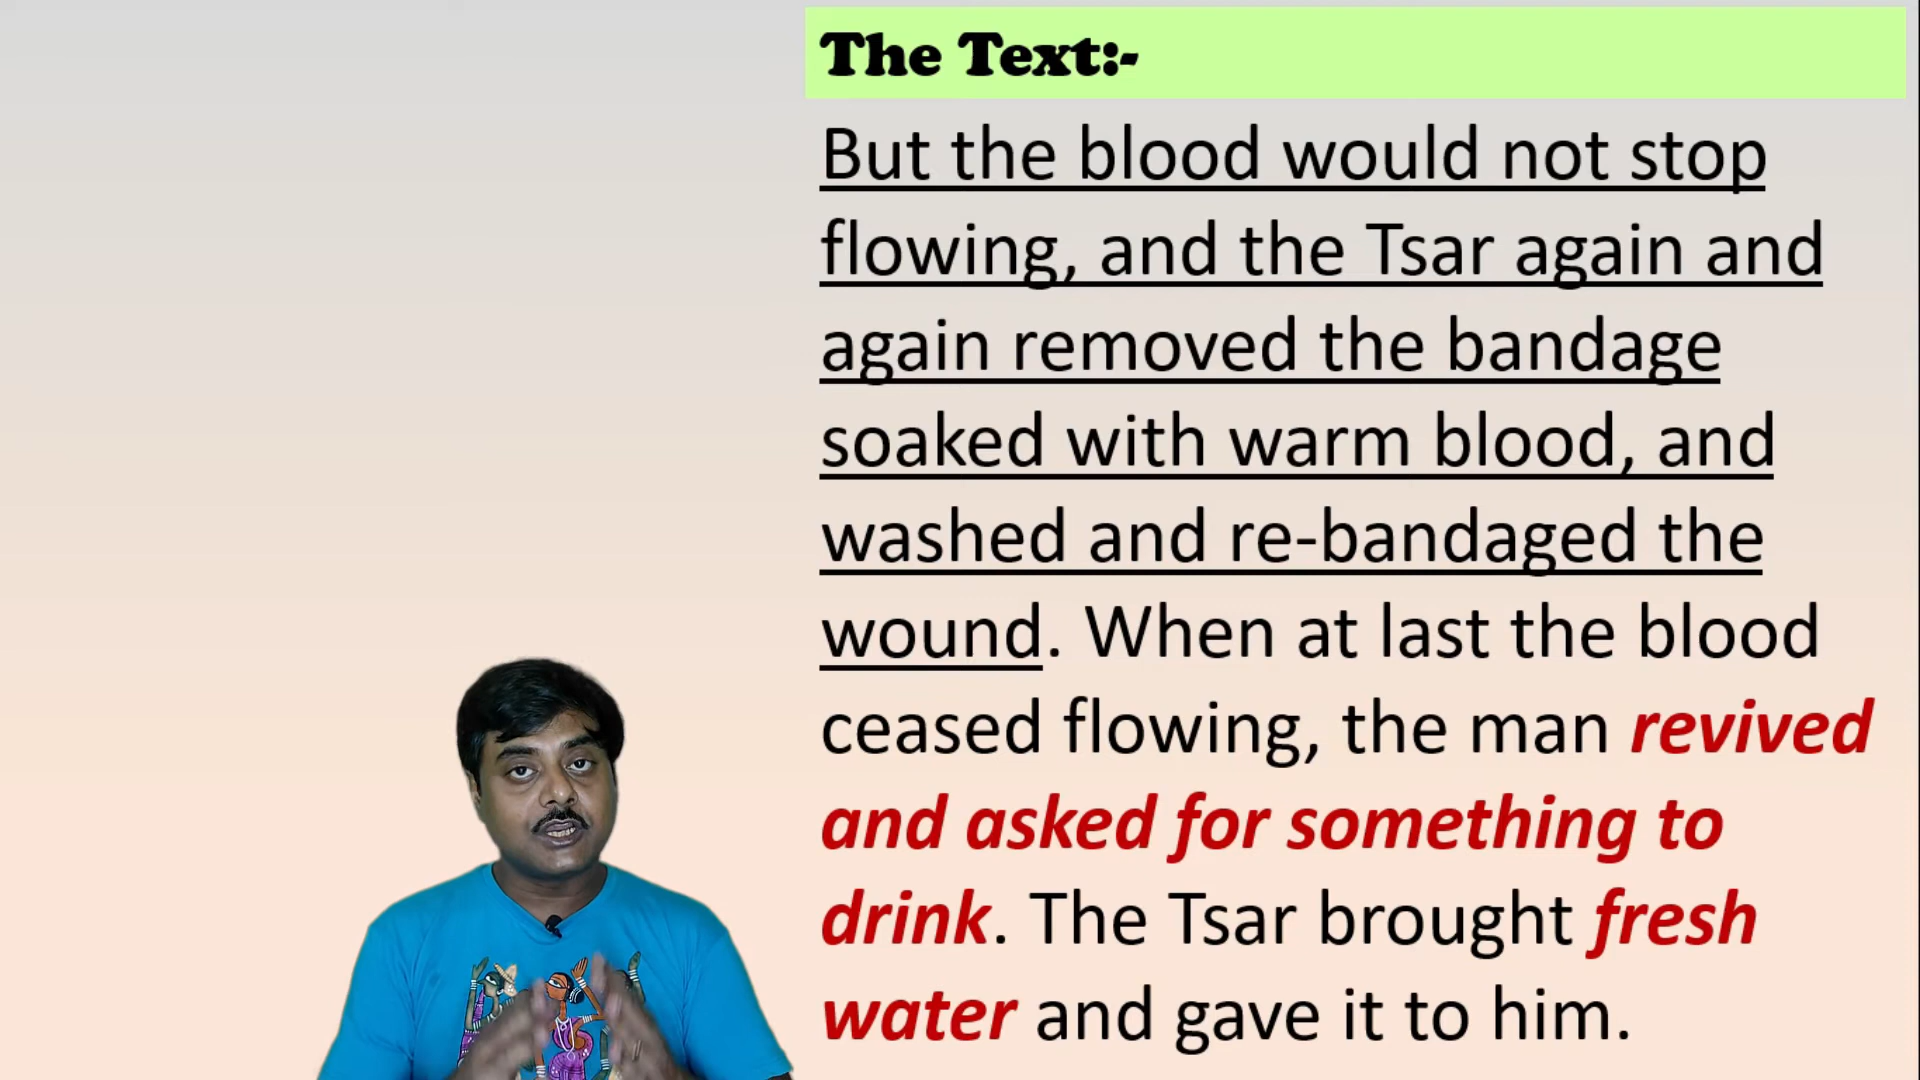 The Text:-
But the blood would not stop
flowing, and the Tsar again and
again removed the bandage
soaked with warm blood, and
washed and re-bandaged the
wound. When at last the blood
ceased flowing, the man revived
and asked for something to
drink. The Tsar brought fresh
water and gave it to him.